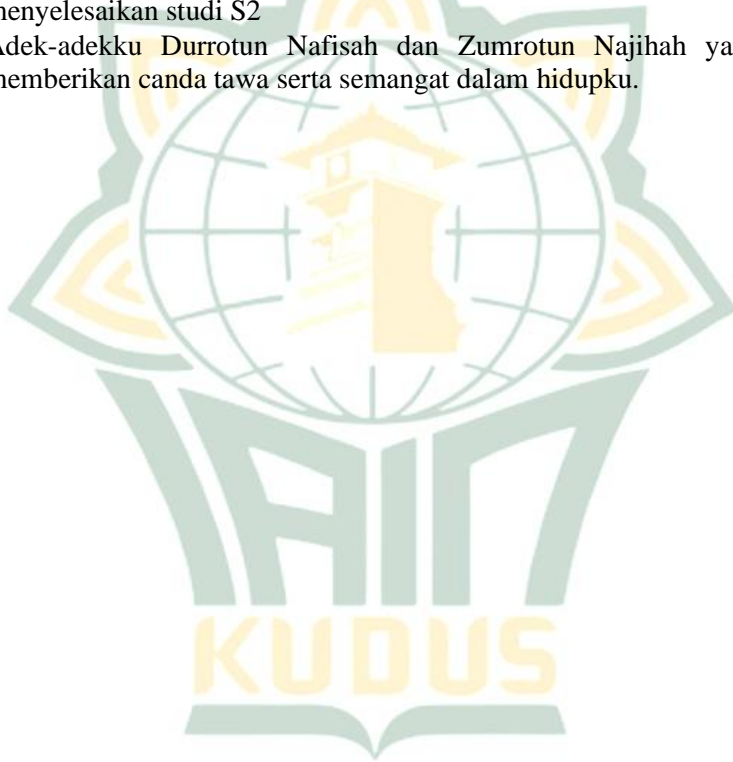 menyelesaikan studi S2
Adek-adekku Durrotun Nafisah dan Zumrotun Najihah ya
memberikan canda tawa serta semangat dalam hidupku.
IAIN
KUDUS